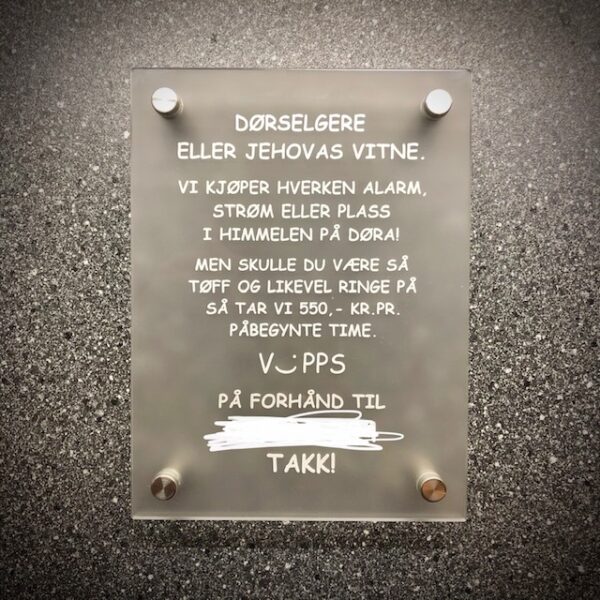 DØRSELGERE
ELLER JEHOVAS VITNE.
VI KJØPER HVERKEN ALARM,
STRØM ELLER PLASS
I HIMMELEN PÅ DØRA!
MEN SKULLE DU VÆRE SÅ
TØFF OG LIKEVEL RINGE PÅ
SÅ TAR VI 550,- KR.PR.
PÅBEGYNTE TIME.
VIPPS
PÅ FORHÅND TIL
TAKK!